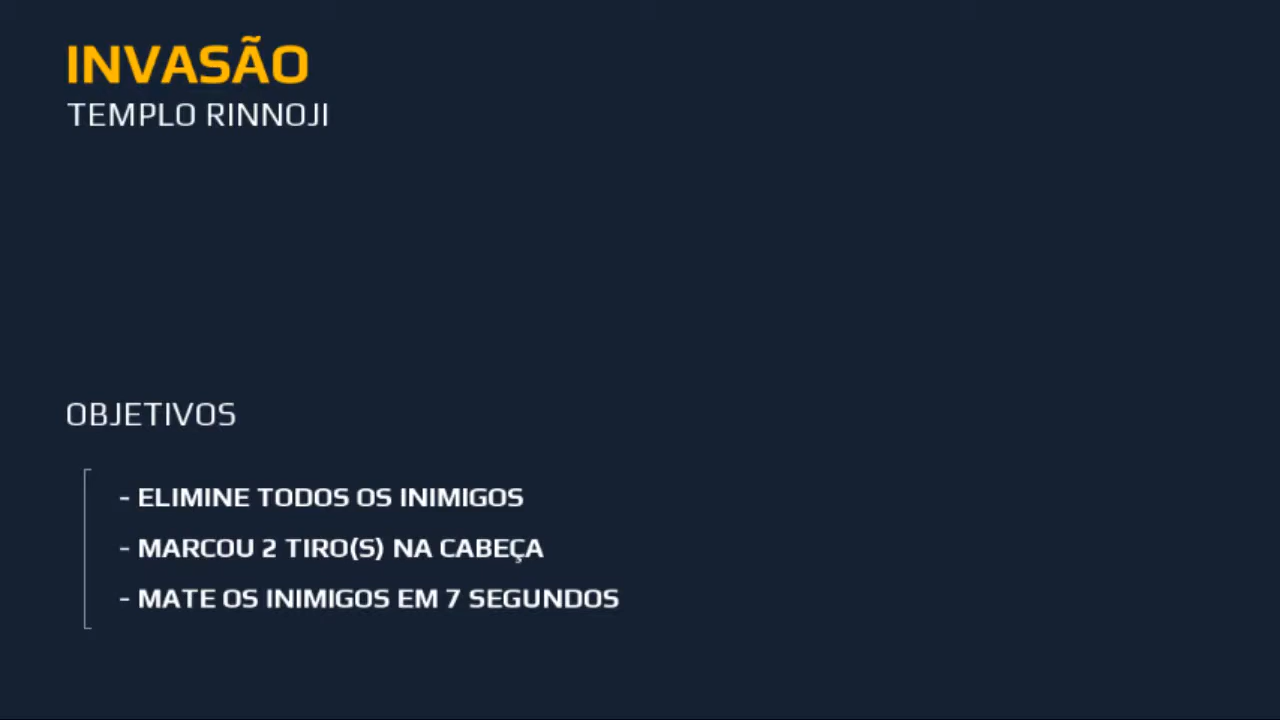 INVASÃO
TEMPLO RINNOJI
OBJETIVOS
- ELIMINE TODOS OS INIMIGOS
- MARCOU 2 TIRO(S) NA CABEÇA
- MATE OS INIMIGOS EM 7 SEGUNDOS